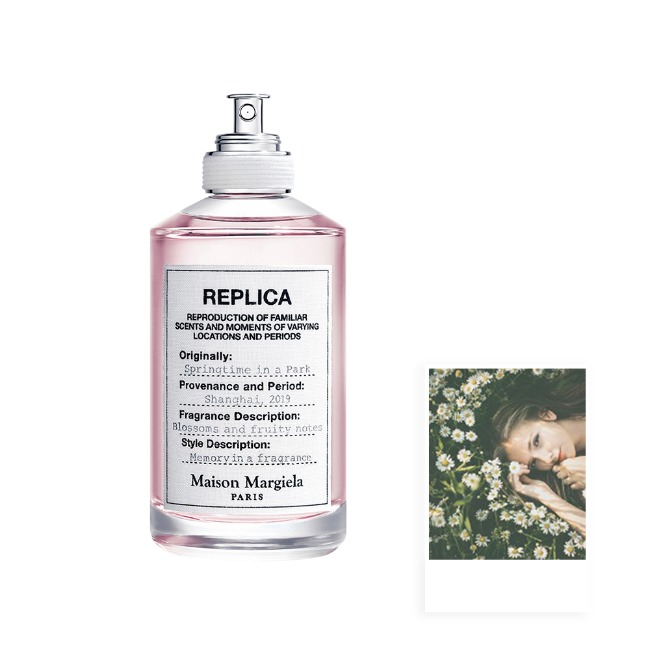 REPLICA
REPRODUCTION OF FAMILIAR
SCENTS AND MOMENTS OF VARYING
LOCATIONS AND PERIODS
Originally:
Springtime in a Park
Provenance and Period:
Shanghai, 2019
Fragrance Description:
Blossoms and fruity notes
Style Description:
Memory in a fragrance
Maison Margiela
PARIS